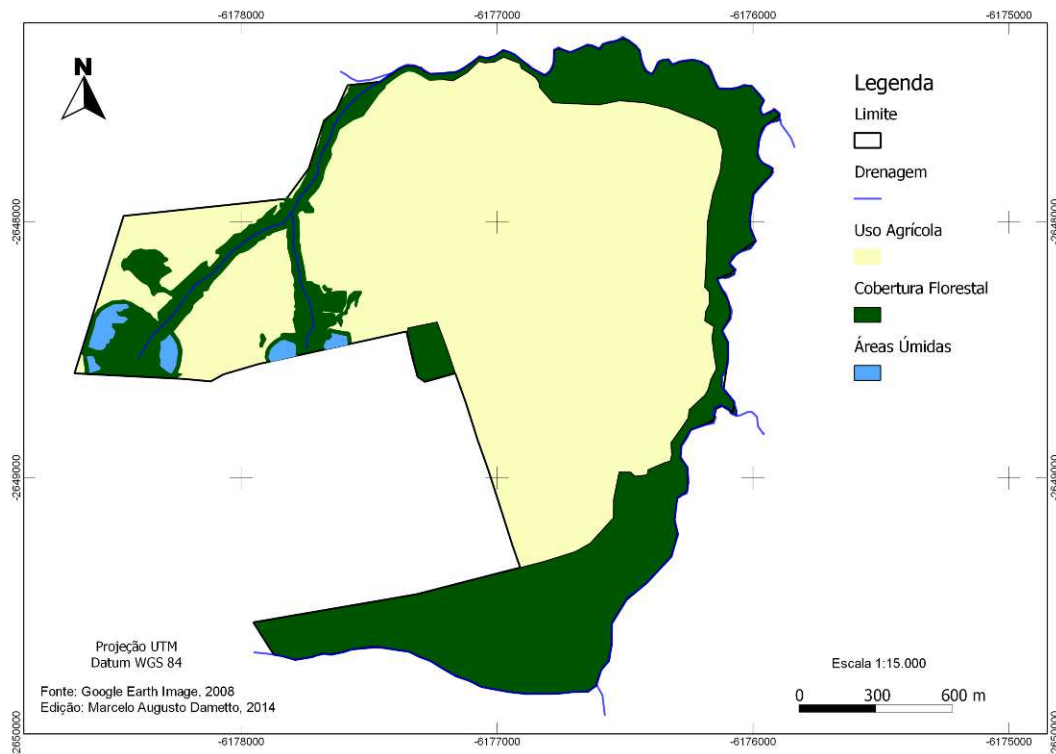 -6178000
-6177000
-6176000
-6175000
N
Legenda
Limite
Drenagem
-2648000
-2648000
Uso Agrícola
Cobertura Florestal
Áreas Úmidas
-2649000
-2649000
Projeção UTM
Datum WGS 84
Escala 1:15.000
Fonte: Google Earth Image, 2008
Edição: Marcelo Augusto Dametto, 2014
0 300 600 m
-2650000
-2650000
-6178000
-6177000
-6176000
-6175000